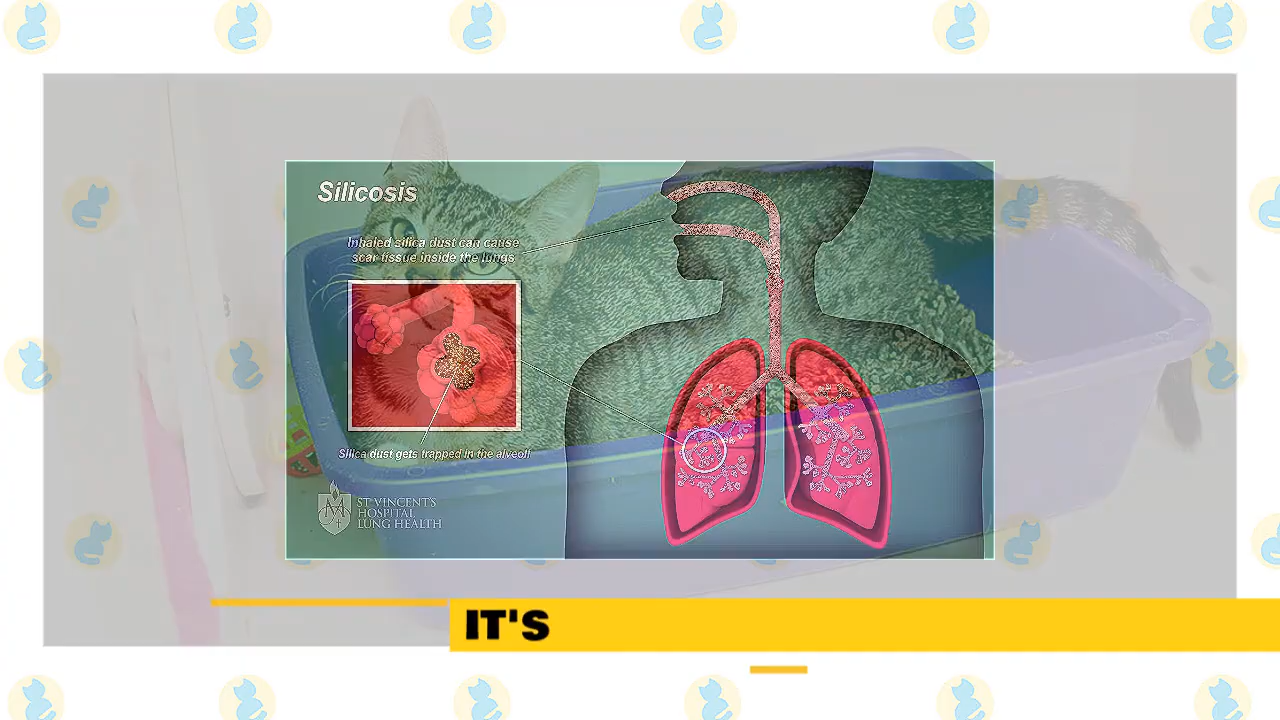 Silicosis
Inhaled silica dust can cause
scar tissue inside the lungs
Silica dust gets trapped in the alveoli
ST VINCENT'S
HOSPITAL
LUNG HEALTH
IT'S